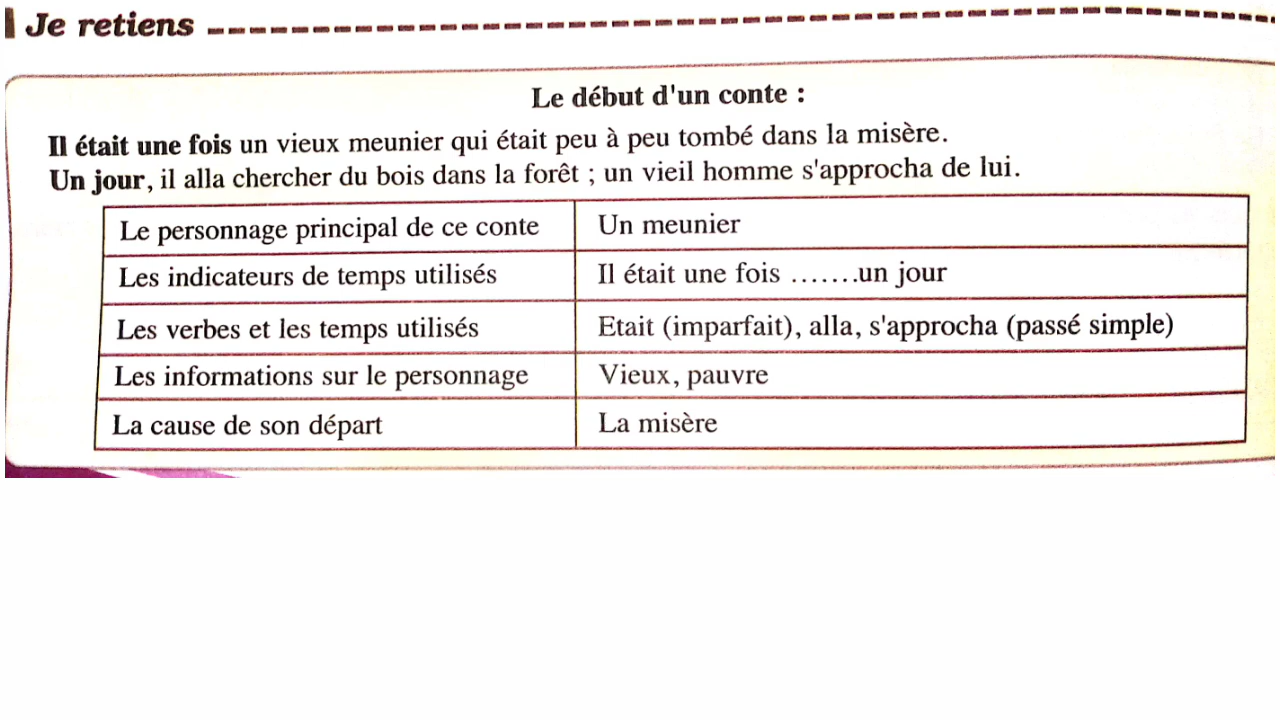 Je retiens
Le début d'un conte :
Il était une fois un vieux meunier qui était peu à peu tombé dans la misère.
Un jour, il alla chercher du bois dans la forêt ; un vieil homme s'approcha de lui.
Le personnage principal de ce conte Un meunier
Les indicateurs de temps utilisés Il était une fois .......un jour
Les verbes et les temps utilisés Etait (imparfait), alla, s'approcha (passé simple)
Les informations sur le personnage Vieux, pauvre
La cause de son départ La misère